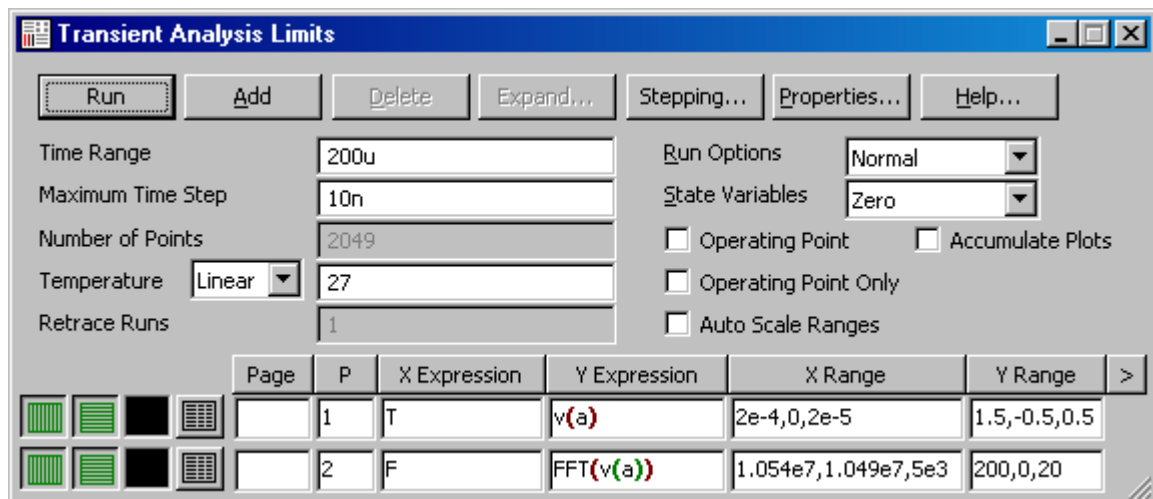 Transient Analysis Limits
Run Add Delete Expand... Stepping... Properties... Help...
Time Range 200u Run Options Normal
Maximum Time Step 10n State Variables Zero
Number of Points 2049 Operating Point Accumulate Plots
Temperature Linear 27 Operating Point Only
Retrace Runs 1 Auto Scale Ranges
Page P X Expression Y Expression X Range Y Range >
1 T v(a) 2e-4,0,2e-5 1.5,-0.5,0.5
2 F FFT(v(a)) 1.054e7,1.049e7,5e3 200,0,20